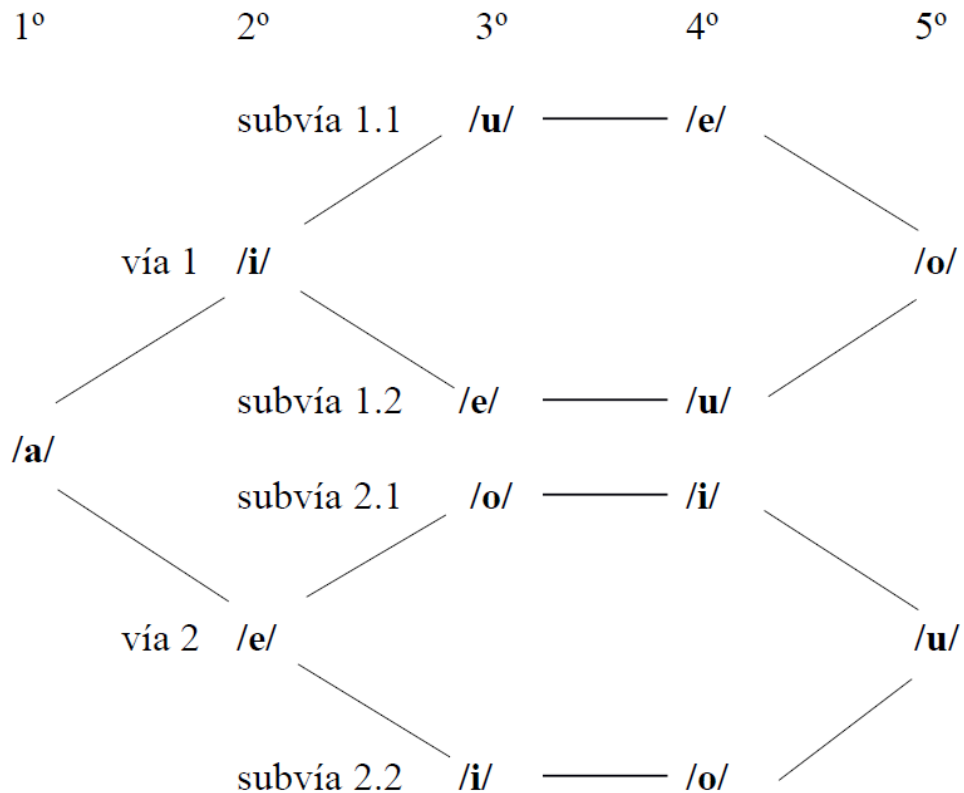 1º 2º 3º 4º 5º
subvía 1.1 /u/ /e/
vía 1 /i/ /o/
subvía 1.2 /e/ /u/
/a/
subvía 2.1 /o/ /i/
vía 2 /e/ /u/
subvía 2.2 /i/ /o/